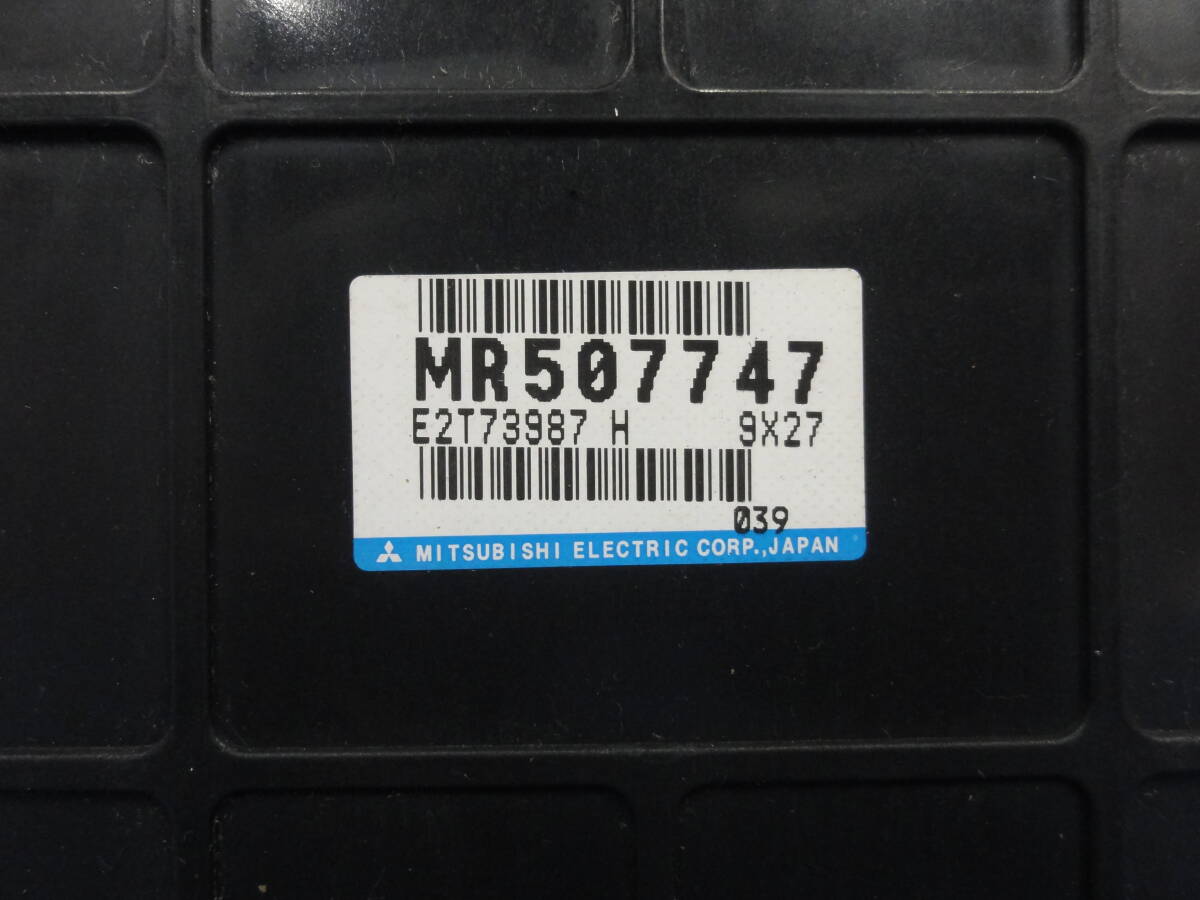 MR507747
E2T73987 H 9X27
039
MITSUBISHI ELECTRIC CORP.,JAPAN